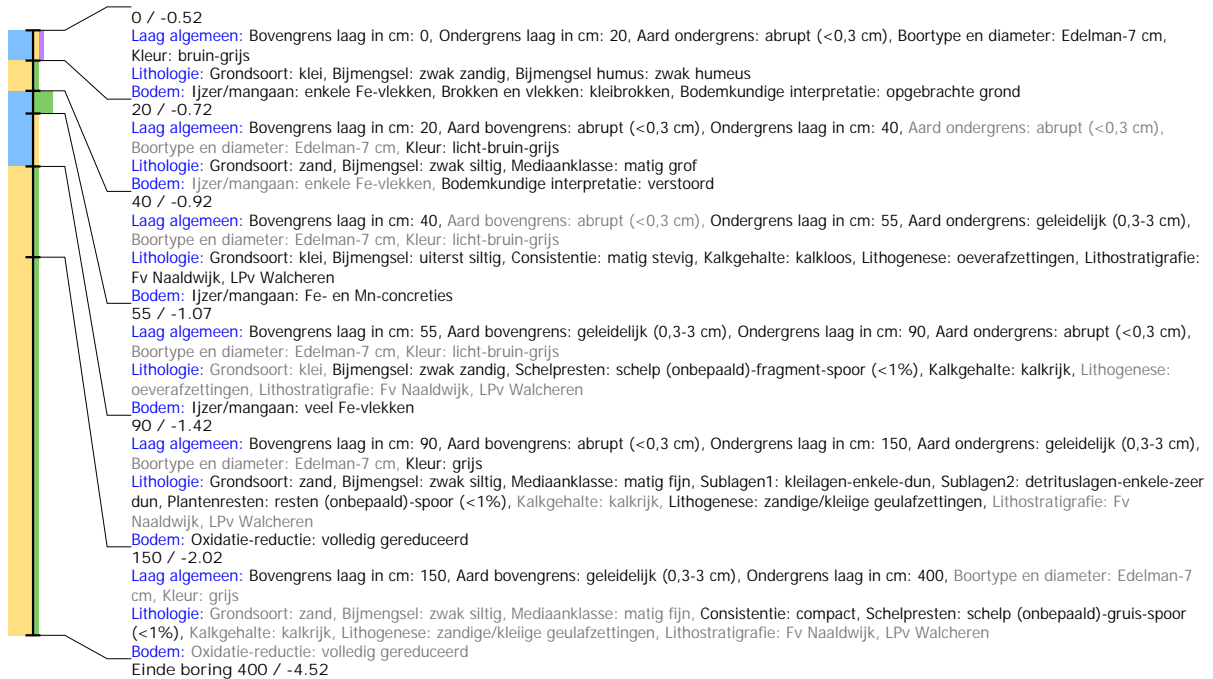 0 / -0.52
Laag algemeen: Bovengrens laag in cm: 0, Ondergrens laag in cm: 20, Aard ondergrens: abrupt (<0,3 cm), Boortype en diameter: Edelman-7 cm,
Kleur: bruin-grijs
Lithologie: Grondsoort: klei, Bijmengsel: zwak zandig, Bijmengsel humus: zwak humeus
Bodem: Ijzer/mangaan: enkele Fe-vlekken, Brokken en vlekken: kleibrokken, Bodemkundige interpretatie: opgebrachte grond
20 / -0.72
Laag algemeen: Bovengrens laag in cm: 20, Aard bovengrens: abrupt (<0,3 cm), Ondergrens laag in cm: 40, Aard ondergrens: abrupt (<0,3 cm),
Boortype en diameter: Edelman-7 cm, Kleur: licht-bruin-grijs
Lithologie: Grondsoort: zand, Bijmengsel: zwak siltig, Mediaanklasse: matig grof
Bodem: Ijzer/mangaan: enkele Fe-vlekken, Bodemkundige interpretatie: verstoord
40 / -0.92
Laag algemeen: Bovengrens laag in cm: 40, Aard bovengrens: abrupt (<0,3 cm), Ondergrens laag in cm: 55, Aard ondergrens: geleidelijk (0,3-3 cm),
Boortype en diameter: Edelman-7 cm, Kleur: licht-bruin-grijs
Lithologie: Grondsoort: klei, Bijmengsel: uiterst siltig, Consistentie: matig stevig, Kalkgehalte: kalkloos, Lithogenese: oeverafzettingen, Lithostratigrafie:
Fv Naaldwijk, LPv Walcheren
Bodem: Ijzer/mangaan: Fe- en Mn-concreties
55 / -1.07
Laag algemeen: Bovengrens laag in cm: 55, Aard bovengrens: geleidelijk (0,3-3 cm), Ondergrens laag in cm: 90, Aard ondergrens: abrupt (<0,3 cm),
Boortype en diameter: Edelman-7 cm, Kleur: licht-bruin-grijs
Lithologie: Grondsoort: klei, Bijmengsel: zwak zandig, Schelpresten: schelp (onbepaald)-fragment-spoor (<1%), Kalkgehalte: kalkrijk, Lithogenese:
oeverafzettingen, Lithostratigrafie: Fv Naaldwijk, LPv Walcheren
Bodem: Ijzer/mangaan: veel Fe-vlekken
90 / -1.42
Laag algemeen: Bovengrens laag in cm: 90, Aard bovengrens: abrupt (<0,3 cm), Ondergrens laag in cm: 150, Aard ondergrens: geleidelijk (0,3-3 cm),
Boortype en diameter: Edelman-7 cm, Kleur: grijs
Lithologie: Grondsoort: zand, Bijmengsel: zwak siltig, Mediaanklasse: matig fijn, Sublagen1: kleilagen-enkele-dun, Sublagen2: detrituslagen-enkele-zeer
dun, Plantenresten: resten (onbepaald)-spoor (<1%), Kalkgehalte: kalkrijk, Lithogenese: zandige/kleiige geulafzettingen, Lithostratigrafie: Fv
Naaldwijk, LPv Walcheren
Bodem: Oxidatie-reductie: volledig gereduceerd
150 / -2.02
Laag algemeen: Bovengrens laag in cm: 150, Aard bovengrens: geleidelijk (0,3-3 cm), Ondergrens laag in cm: 400, Boortype en diameter: Edelman-7
cm, Kleur: grijs
Lithologie: Grondsoort: zand, Bijmengsel: zwak siltig, Mediaanklasse: matig fijn, Consistentie: compact, Schelpresten: schelp (onbepaald)-gruis-spoor
(<1%), Kalkgehalte: kalkrijk, Lithogenese: zandige/kleiige geulafzettingen, Lithostratigrafie: Fv Naaldwijk, LPv Walcheren
Bodem: Oxidatie-reductie: volledig gereduceerd
Einde boring 400 / -4.52